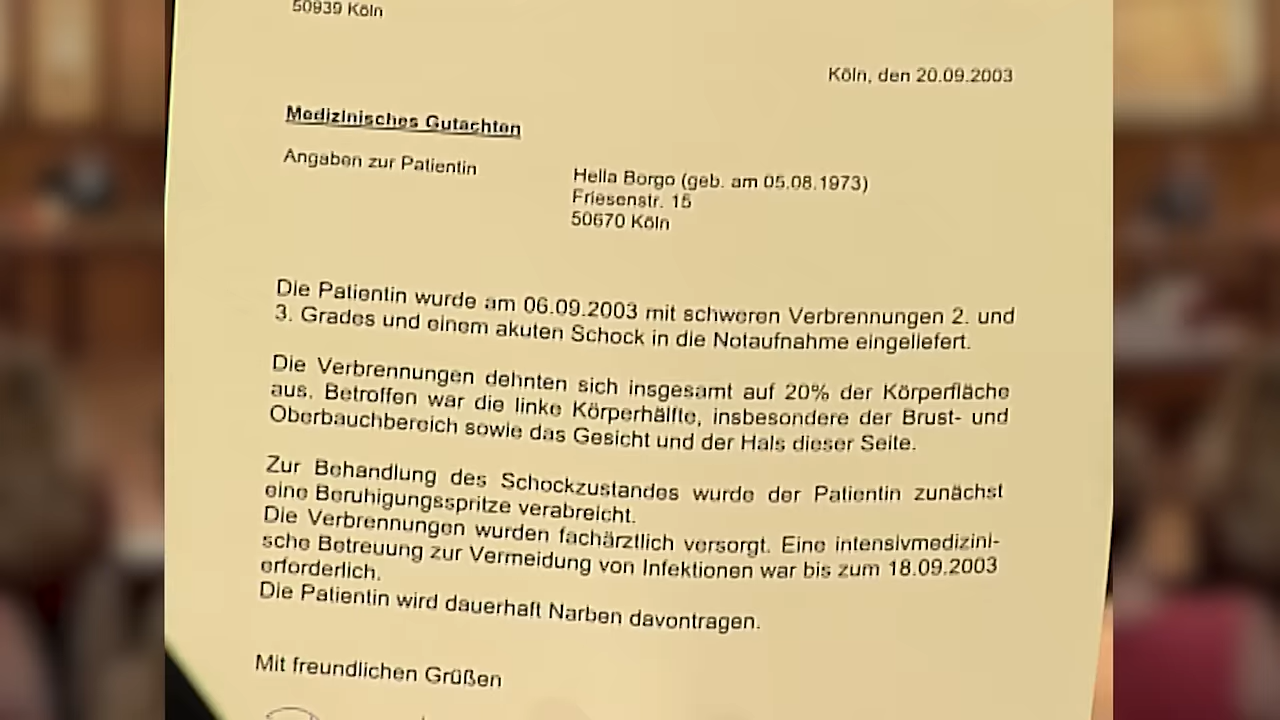 50939 Köln
Köln, den 20.09.2003
Medizinisches Gutachten
Angaben zur Patientin
Hella Borgo (geb. am 05.08.1973)
Friesenstr. 15
50670 Köln
Die Patientin wurde am 06.09.2003 mit schweren Verbrennungen 2. und
3. Grades und einem akuten Schock in die Notaufnahme eingeliefert.
Die Verbrennungen dehnten sich insgesamt auf 20% der Körperfläche
aus. Betroffen war die linke Körperhälfte, insbesondere der Brust- und
Oberbauchbereich sowie das Gesicht und der Hals dieser Seite.
Zur Behandlung des Schockzustandes wurde der Patientin zunächst
eine Beruhigungsspritze verabreicht.
Die Verbrennungen wurden fachärztlich versorgt. Eine intensivmedizini-
sche Betreuung zur Vermeidung von Infektionen war bis zum 18.09.2003
erforderlich.
Die Patientin wird dauerhaft Narben davontragen.
Mit freundlichen Grüßen